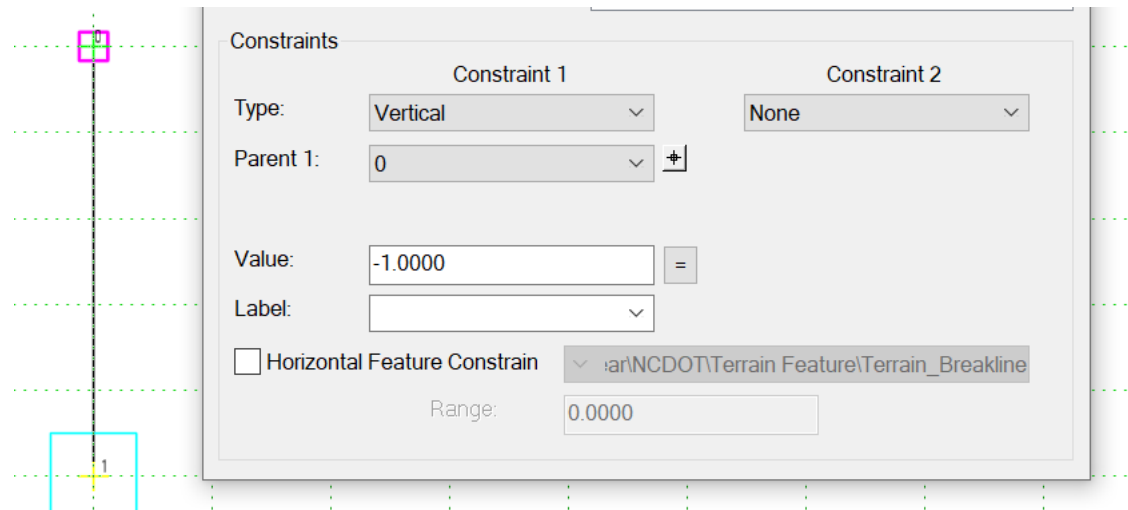 0
Constraints
Constraint 1 Constraint 2
Type: Vertical None
Parent 1: 0
Value: -1.0000 =
Label:
Horizontal Feature Constrain ear\NCDOT\Terrain Feature\Terrain_Breakline
Range: 0.0000
1